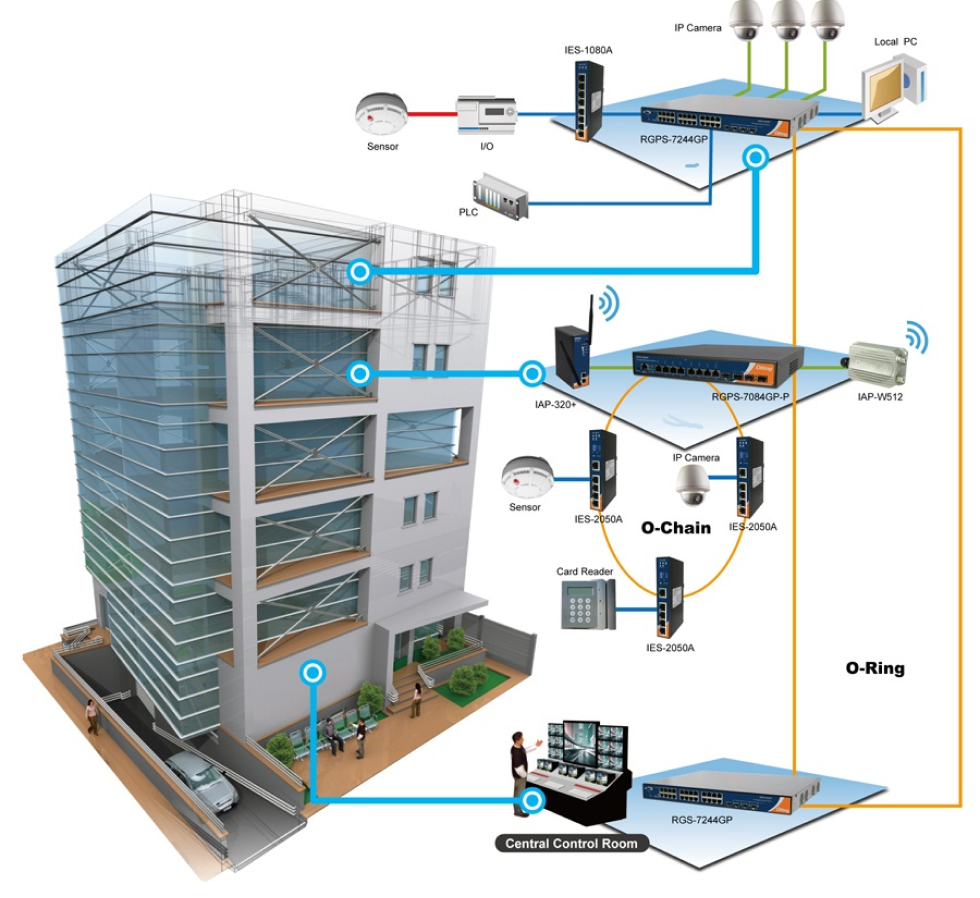 IP Camera
Local PC
IES-1080A
RGPS-7244GP
Sensor
I/O
PLC
IAP-320+
RGPS-7084GP-P
IAP-W512
IP Camera
Sensor
IES-2050A
O-Chain
IES-2050A
Card Reader
IES-2050A
O-Ring
RGS-7244GP
Central Control Room